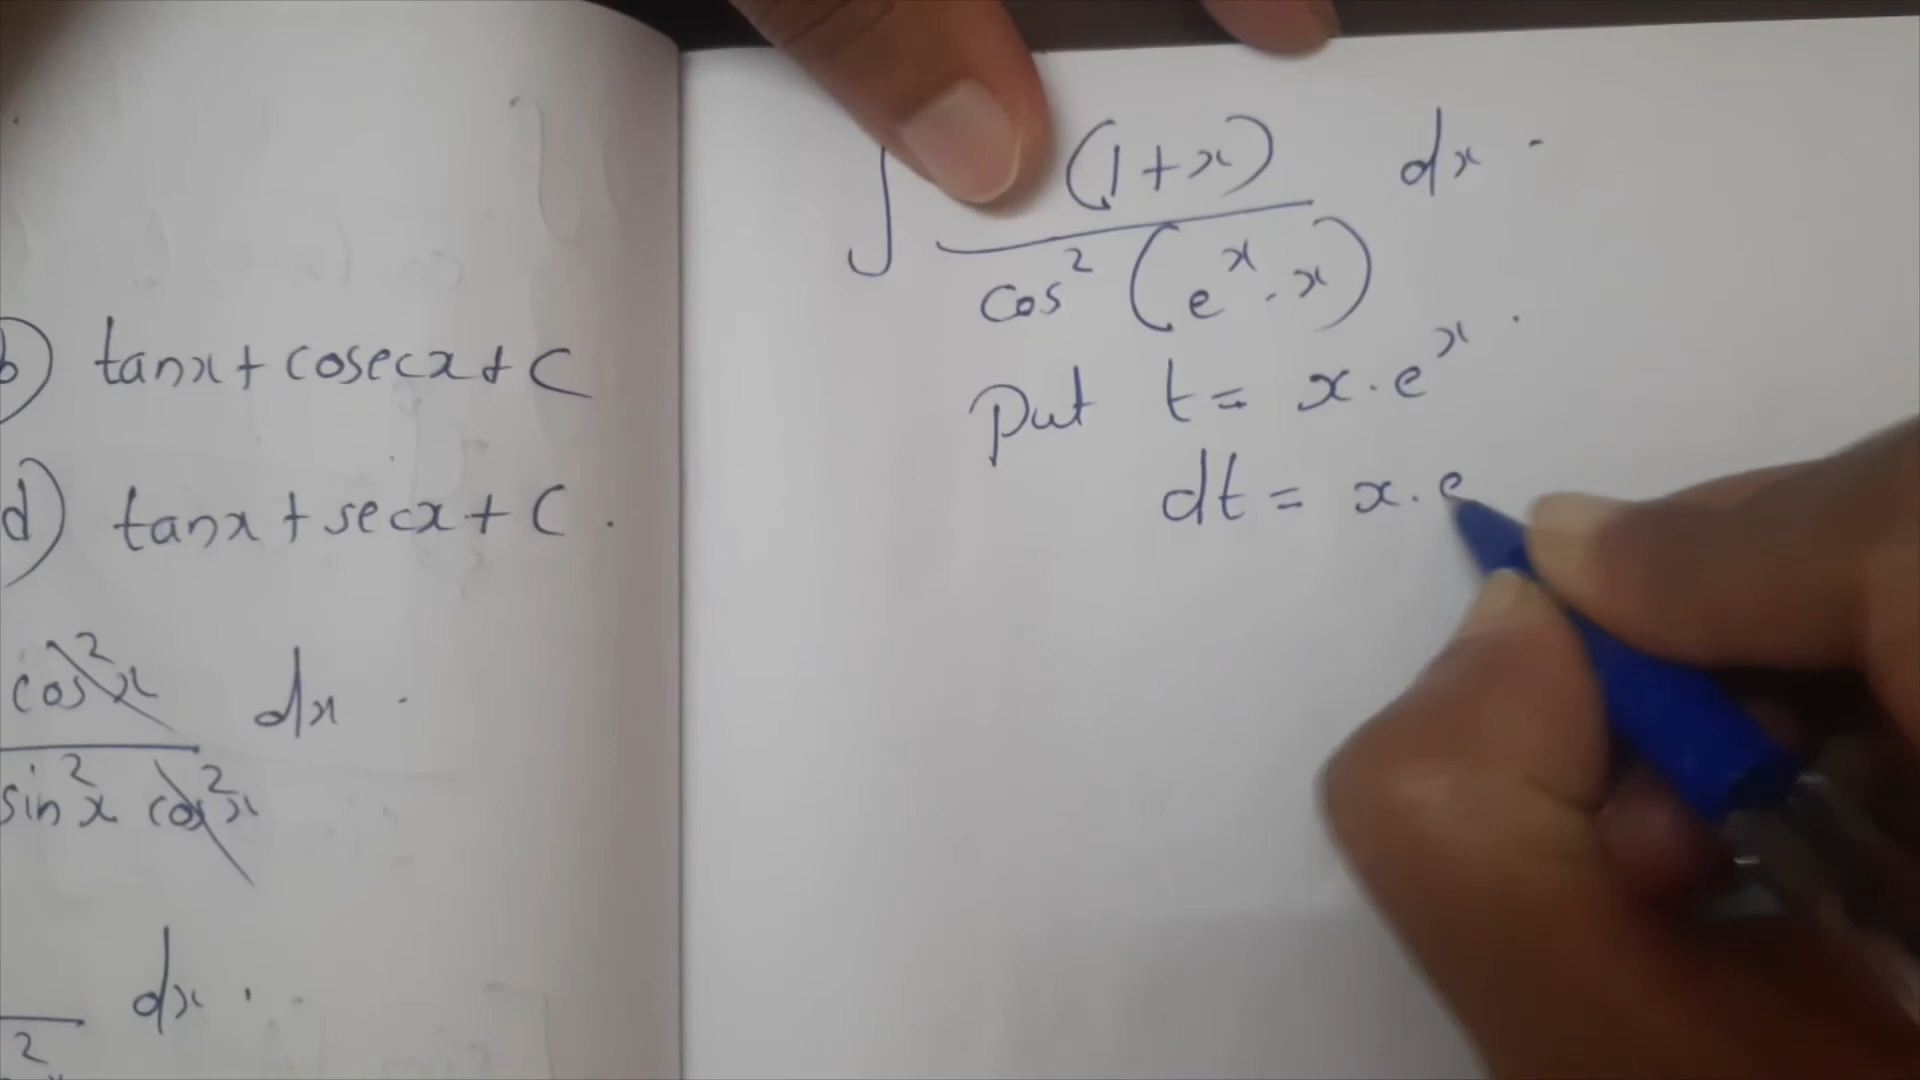 b) tanx + cosecx + C
d) tanx + secx + C.
cos²x dx.
sin²x cos²x
dx.
2
∫ (1+x) dx.
cos² (eˣ.x)
Put t = x.eˣ.
dt = x.e